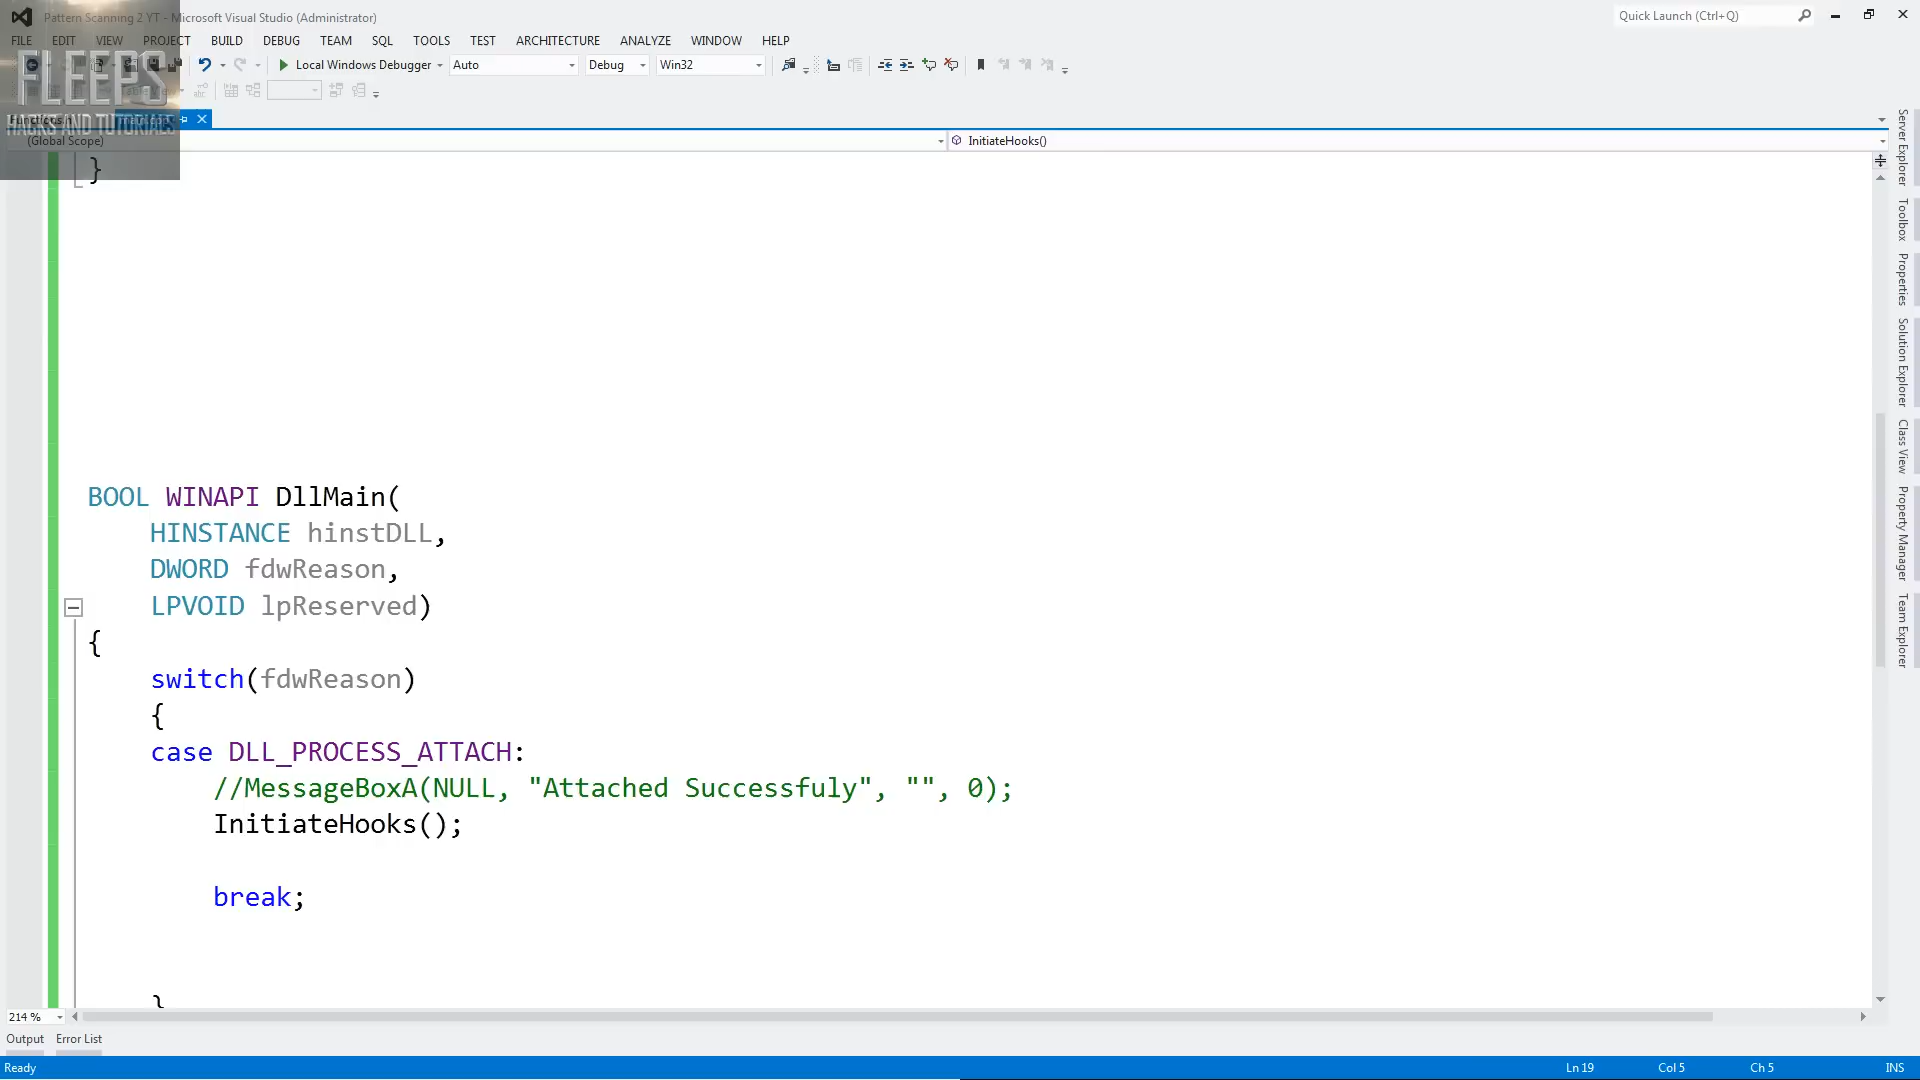 Pattern Scanning 2 YT - Microsoft Visual Studio (Administrator)
Quick Launch (Ctrl+Q)
FILE EDIT VIEW PROJECT BUILD DEBUG TEAM SQL TOOLS TEST ARCHITECTURE ANALYZE WINDOW HELP
Local Windows Debugger Auto Debug Win32
FLEEPS
HACKS AND TUTORIALS
Functions.h main.cpp
(Global Scope) InitiateHooks()
}
BOOL WINAPI DllMain(
HINSTANCE hinstDLL,
DWORD fdwReason,
LPVOID lpReserved)
{
switch(fdwReason)
{
case DLL_PROCESS_ATTACH:
//MessageBoxA(NULL, "Attached Successfuly", "", 0);
InitiateHooks();
break;
}
Server Explorer
Toolbox
Properties
Solution Explorer
Class View
Property Manager
Team Explorer
214 %
Output Error List
Ready Ln 19 Col 5 Ch 5 INS